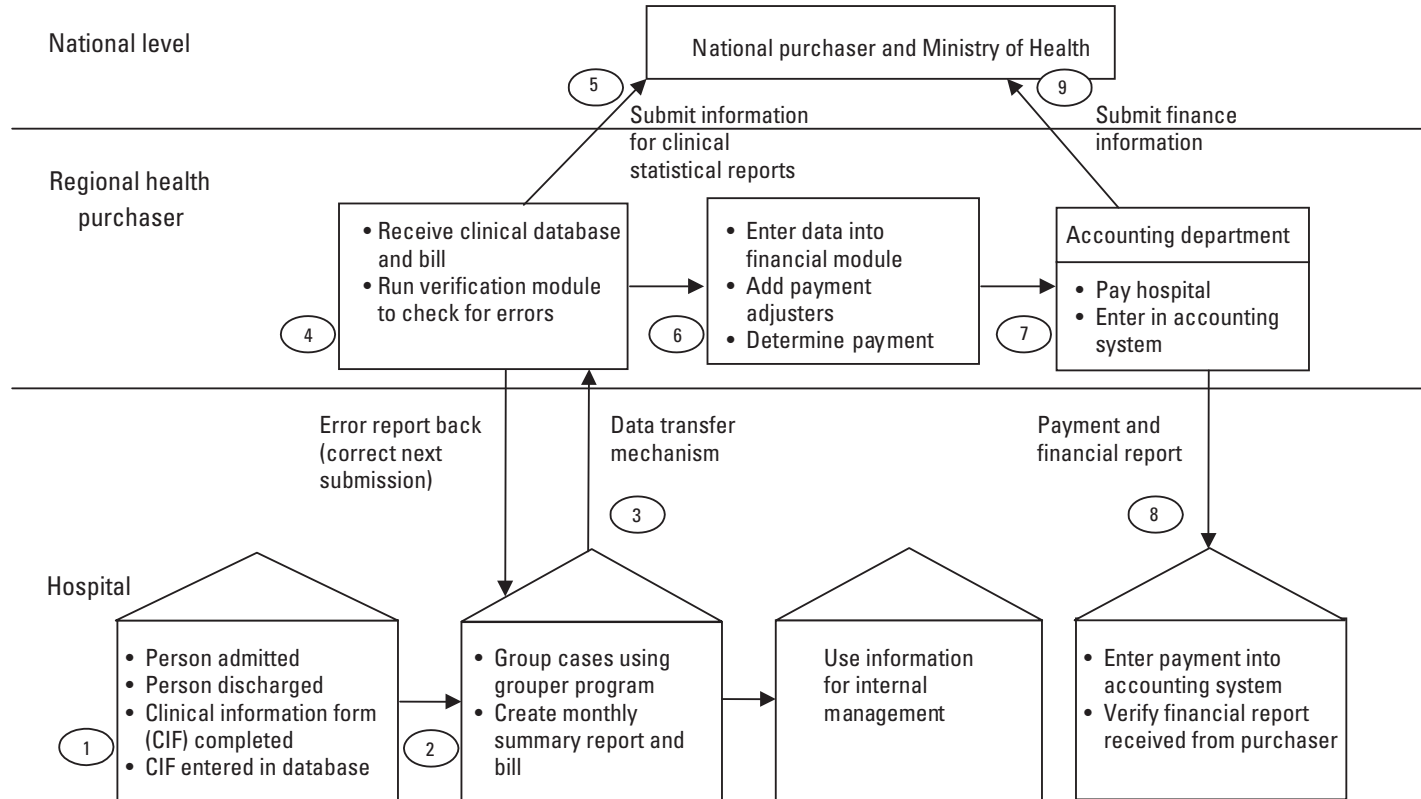 National level
National purchaser and Ministry of Health
5
9
Submit information
for clinical
statistical reports
Submit finance
information
Regional health
purchaser
• Receive clinical database
and bill
• Run verification module
to check for errors
4
• Enter data into
financial module
• Add payment
adjusters
• Determine payment
6
Accounting department
• Pay hospital
• Enter in accounting
system
7
Error report back
(correct next
submission)
Data transfer
mechanism
3
Payment and
financial report
8
Hospital
• Person admitted
• Person discharged
• Clinical information form
(CIF) completed
• CIF entered in database
1
• Group cases using
grouper program
• Create monthly
summary report and
bill
2
Use information
for internal
management
• Enter payment into
accounting system
• Verify financial report
received from purchaser